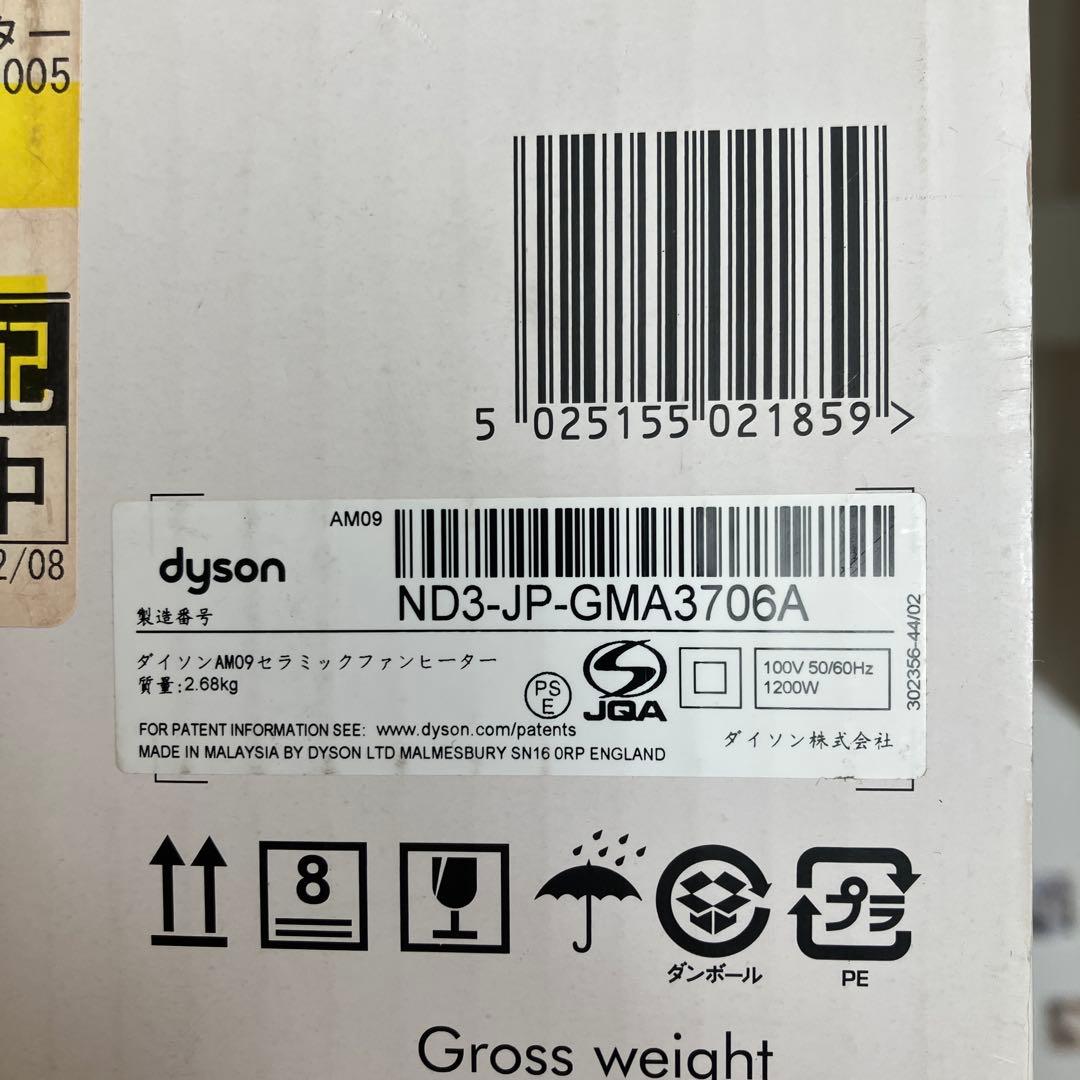 ター
005
配
中
2/08
5 025155 021859 >
AM09
dyson
製造番号
ND3-JP-GMA3706A
ダイソンAM09セラミックファンヒーター
質量:2.68kg
PS
E
JQA
100V 50/60Hz
1200W
302356-44/02
FOR PATENT INFORMATION SEE: www.dyson.com/patents
MADE IN MALAYSIA BY DYSON LTD MALMESBURY SN16 0RP ENGLAND
ダイソン株式会社
8
プラ
ダンボール
PE
Gross weight